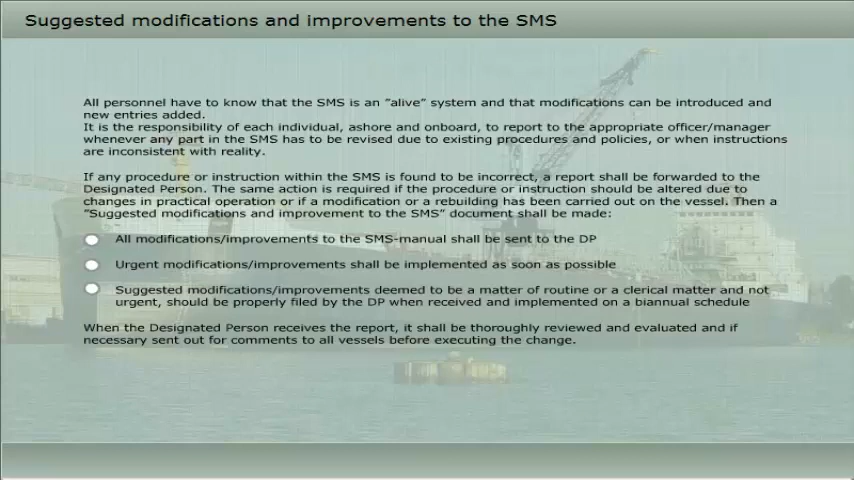 Suggested modifications and improvements to the SMS
All personnel have to know that the SMS is an "alive" system and that modifications can be introduced and
new entries added.
It is the responsibility of each individual, ashore and onboard, to report to the appropriate officer/manager
whenever any part in the SMS has to be revised due to existing procedures and policies, or when instructions
are inconsistent with reality.
If any procedure or instruction within the SMS is found to be incorrect, a report shall be forwarded to the
Designated Person. The same action is required if the procedure or instruction should be altered due to
changes in practical operation or if a modification or a rebuilding has been carried out on the vessel. Then a
"Suggested modifications and improvement to the SMS" document shall be made:
All modifications/improvements to the SMS-manual shall be sent to the DP
Urgent modifications/improvements shall be implemented as soon as possible
Suggested modifications/improvements deemed to be a matter of routine or a clerical matter and not
urgent, should be properly filed by the DP when received and implemented on a biannual schedule
When the Designated Person receives the report, it shall be thoroughly reviewed and evaluated and if
necessary sent out for comments to all vessels before executing the change.